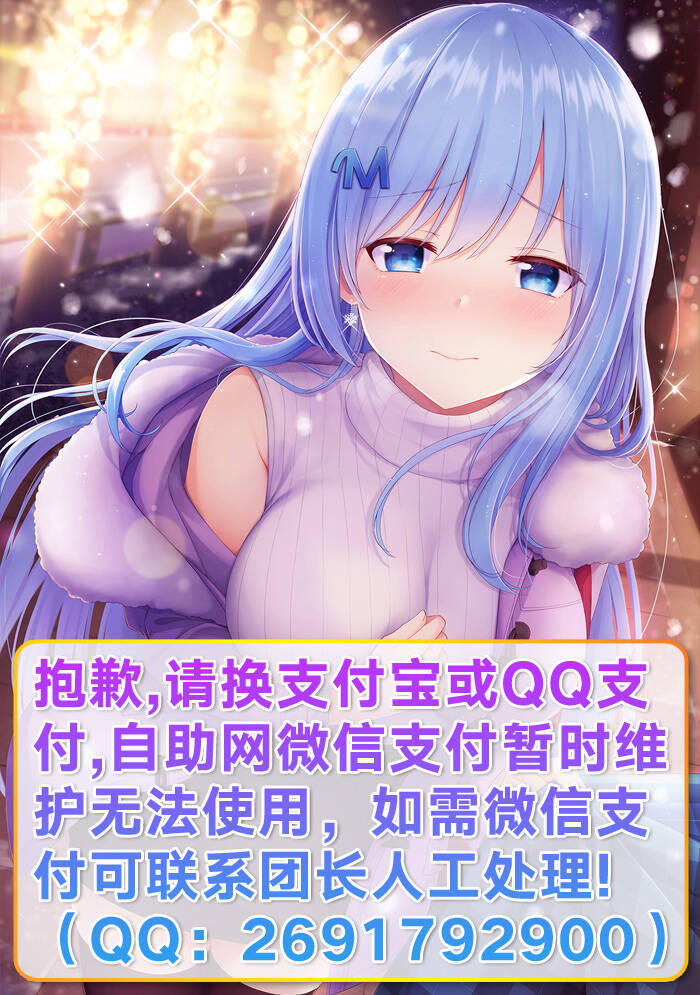 M
抱歉,请换支付宝或QQ支
付,自助网微信支付暂时维
护无法使用，如需微信支
付可联系团长人工处理!
（QQ：2691792900）